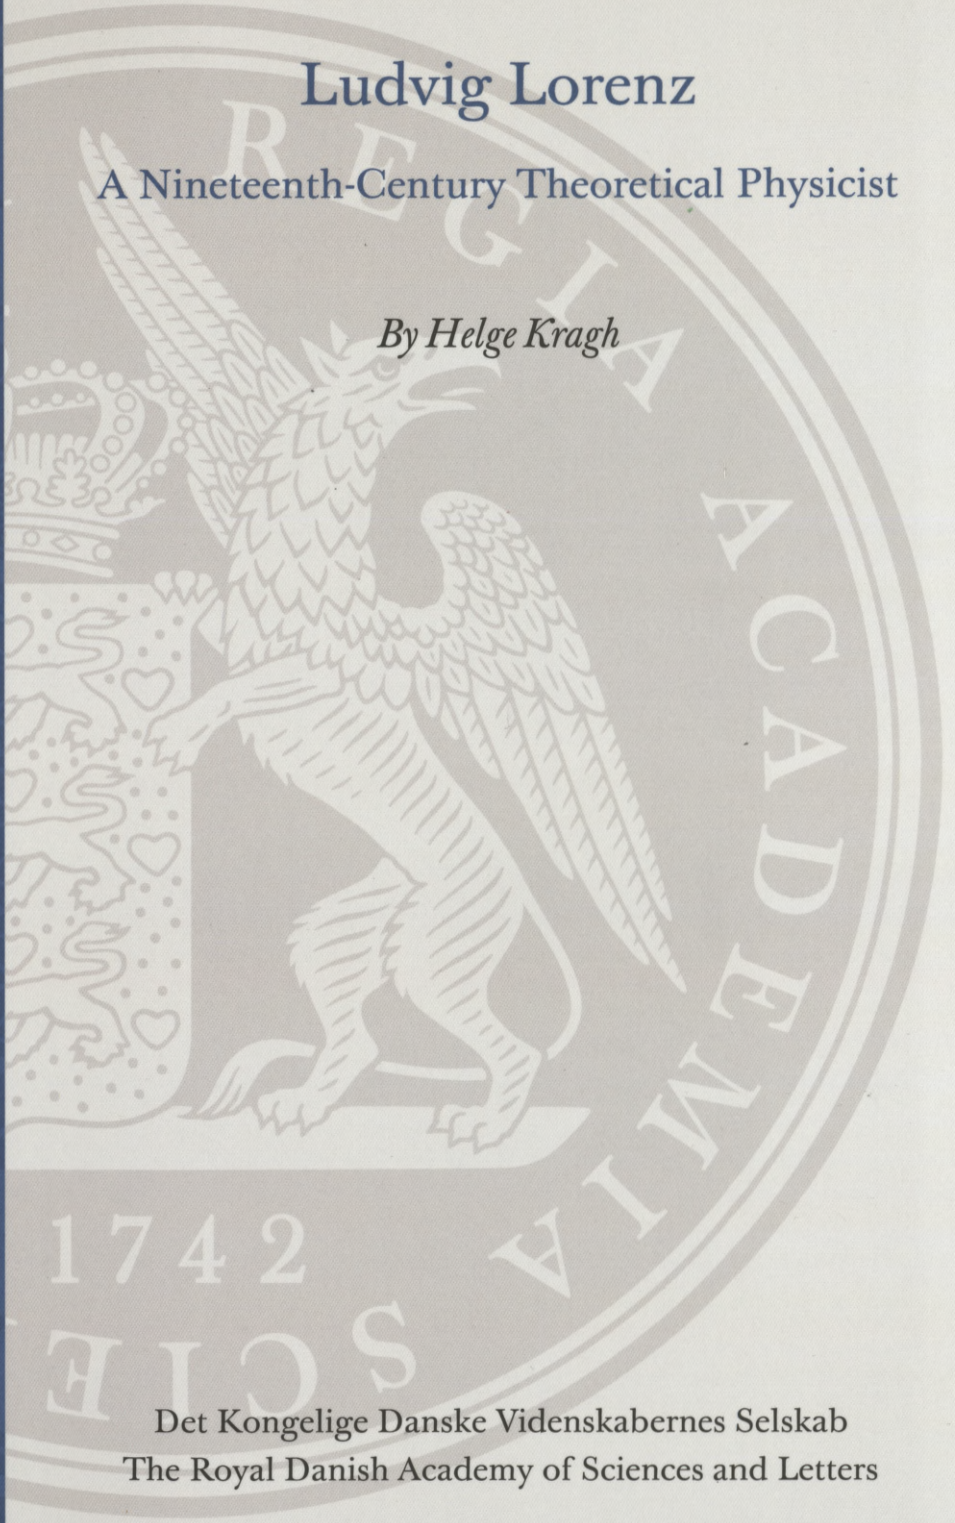 Ludvig Lorenz
A Nineteenth-Century Theoretical Physicist
By Helge Kragh
REGIA ACADEMIA
SCIE
1742
Det Kongelige Danske Videnskabernes Selskab
The Royal Danish Academy of Sciences and Letters